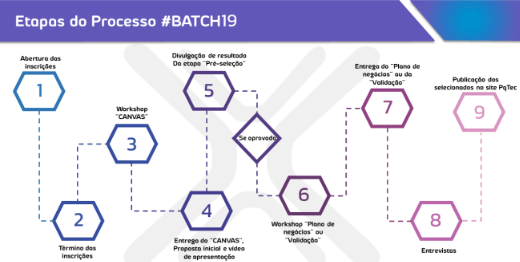 Etapas do Processo #BATCH19
Abertura das
inscrições
1
2
Término das
inscrições
Workshop
"CANVAS"
3
4
Entrega do "CANVAS",
Proposta inicial e vídeo
de apresentação
Divulgação de resultado
Da etapa "Pré-seleção"
5
Se aprovado
6
Workshop "Plano de
negócios" ou
"Validação"
Entrega do "Plano de
negócios" ou da
"Validação"
7
8
Entrevistas
Publicação dos
selecionados no site PqTec
9